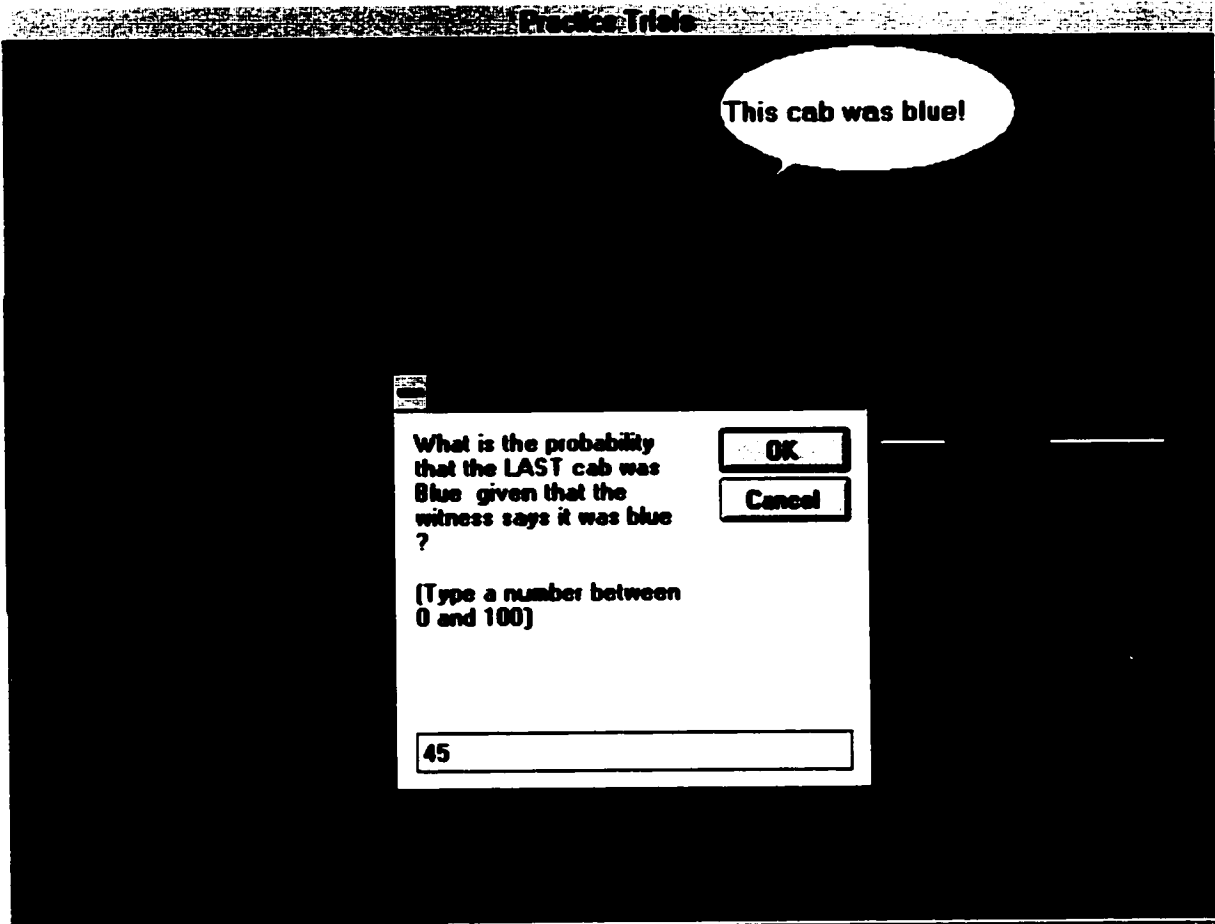 Practice Trials
This cab was blue!
What is the probability
that the LAST cab was
Blue given that the
witness says it was blue
?
(Type a number between
0 and 100)
OK
Cancel
45